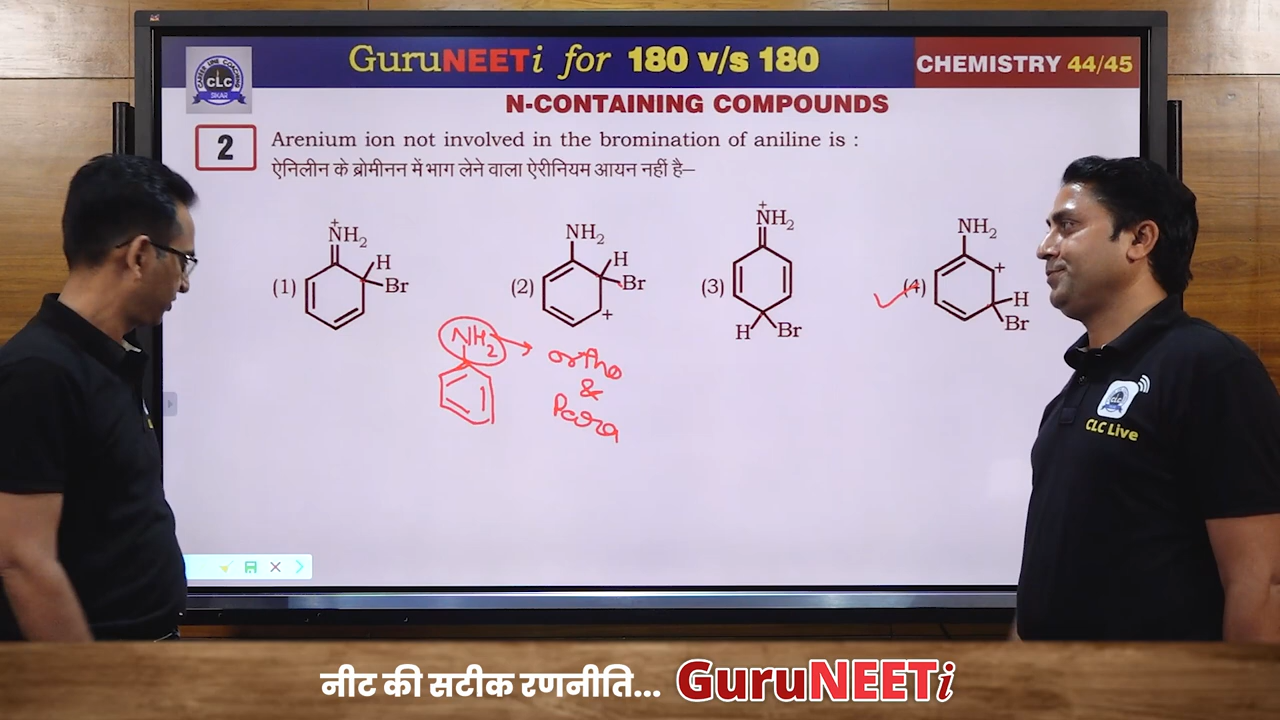 GuruNEETi for 180 v/s 180
CHEMISTRY 44/45
CLC
SIKAR
N-CONTAINING COMPOUNDS
2
Arenium ion not involved in the bromination of aniline is :
ऐनिलीन के ब्रोमीनन में भाग लेने वाला ऐरीनियम आयन नहीं है–
(1)
+
NH2
H
Br
(2)
NH2
H
Br
+
(3)
+
NH2
H
Br
(4)
NH2
+
H
Br
NH2
ortho
&
Para
CLC
CLC Live
नीट की सटीक रणनीति... GuruNEETi